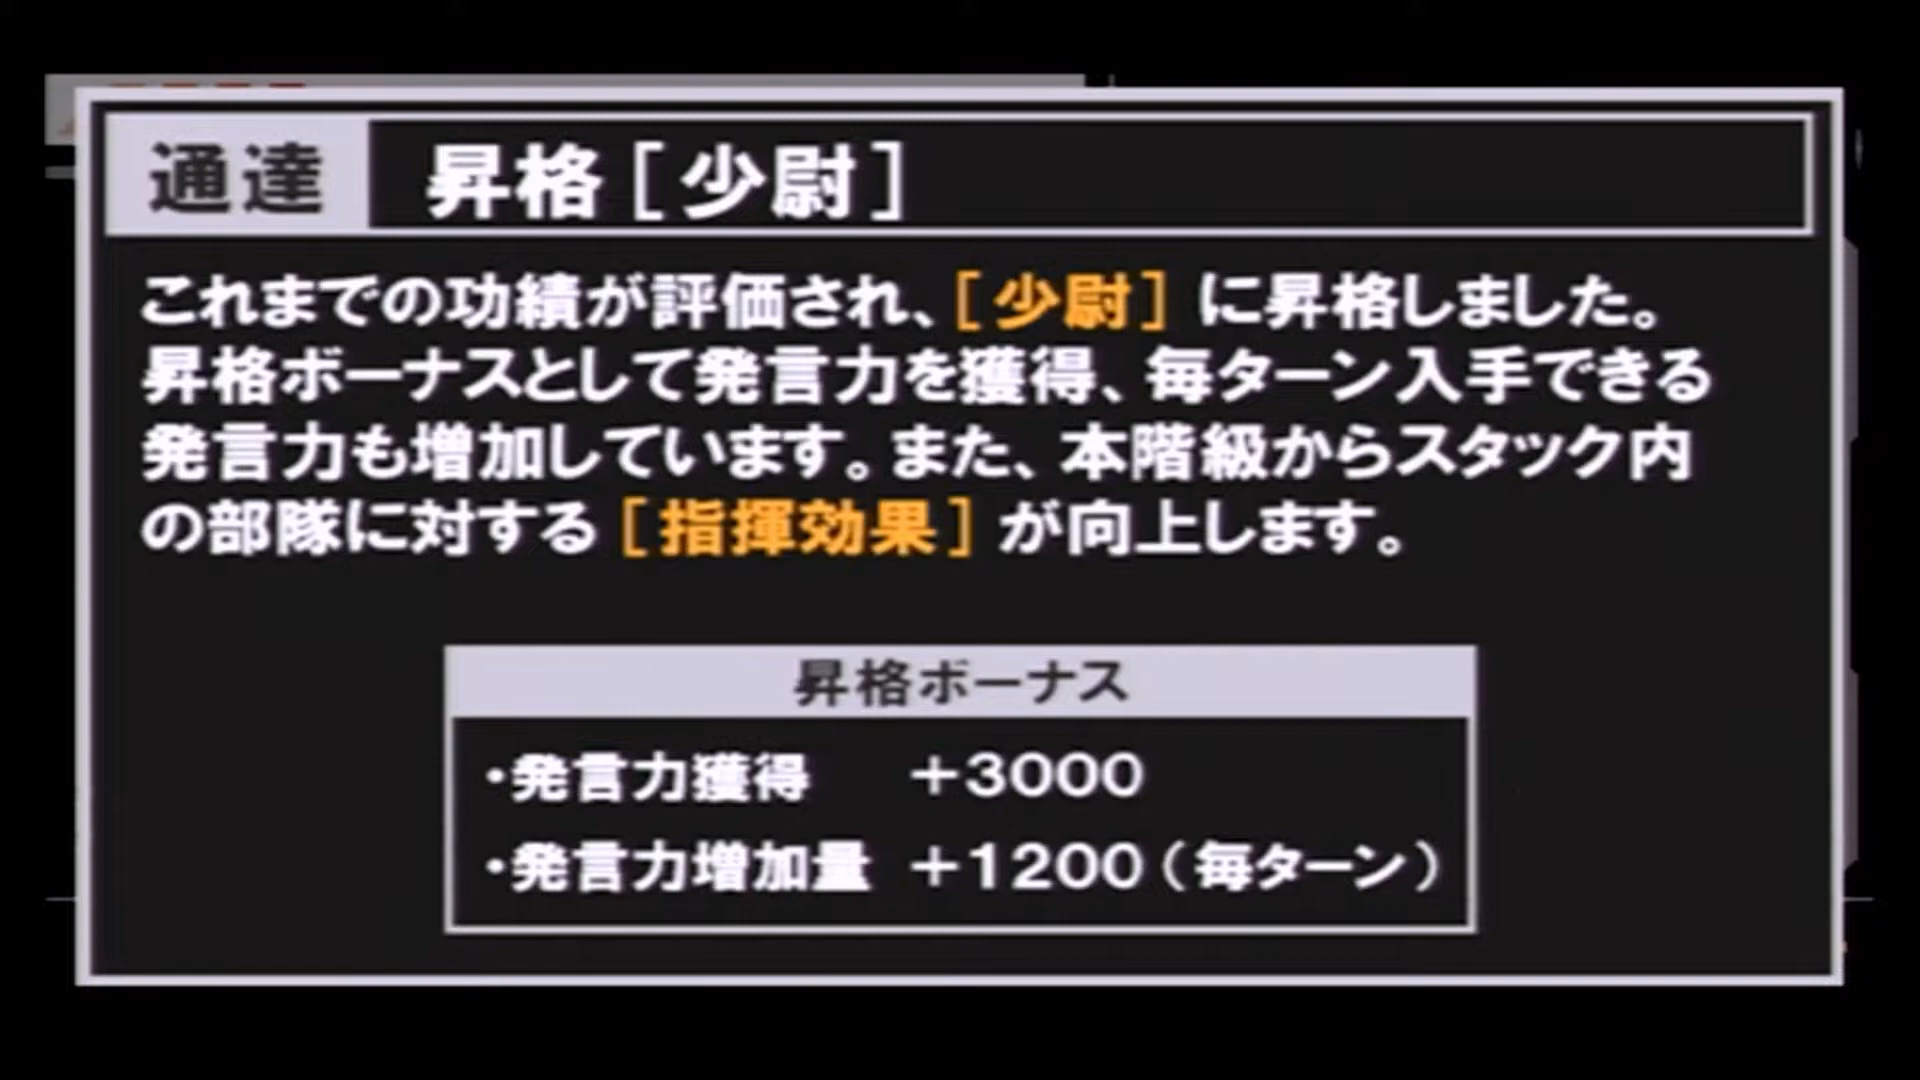 通達 昇格［少尉］
これまでの功績が評価され、［少尉］に昇格しました。
昇格ボーナスとして発言力を獲得、毎ターン入手できる
発言力も増加しています。また、本階級からスタック内
の部隊に対する［指揮効果］が向上します。
昇格ボーナス
・発言力獲得 ＋3000
・発言力増加量 ＋1200（毎ターン）